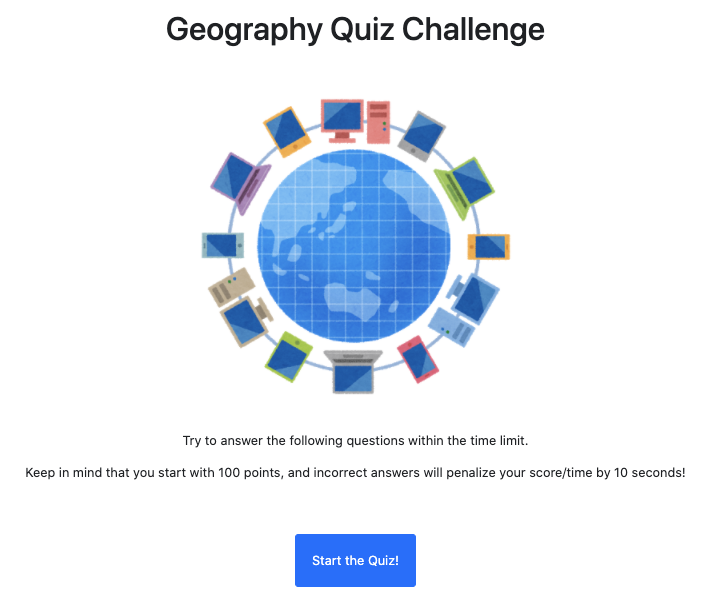 Geography Quiz Challenge
Try to answer the following questions within the time limit.
Keep in mind that you start with 100 points, and incorrect answers will penalize your score/time by 10 seconds!
Start the Quiz!